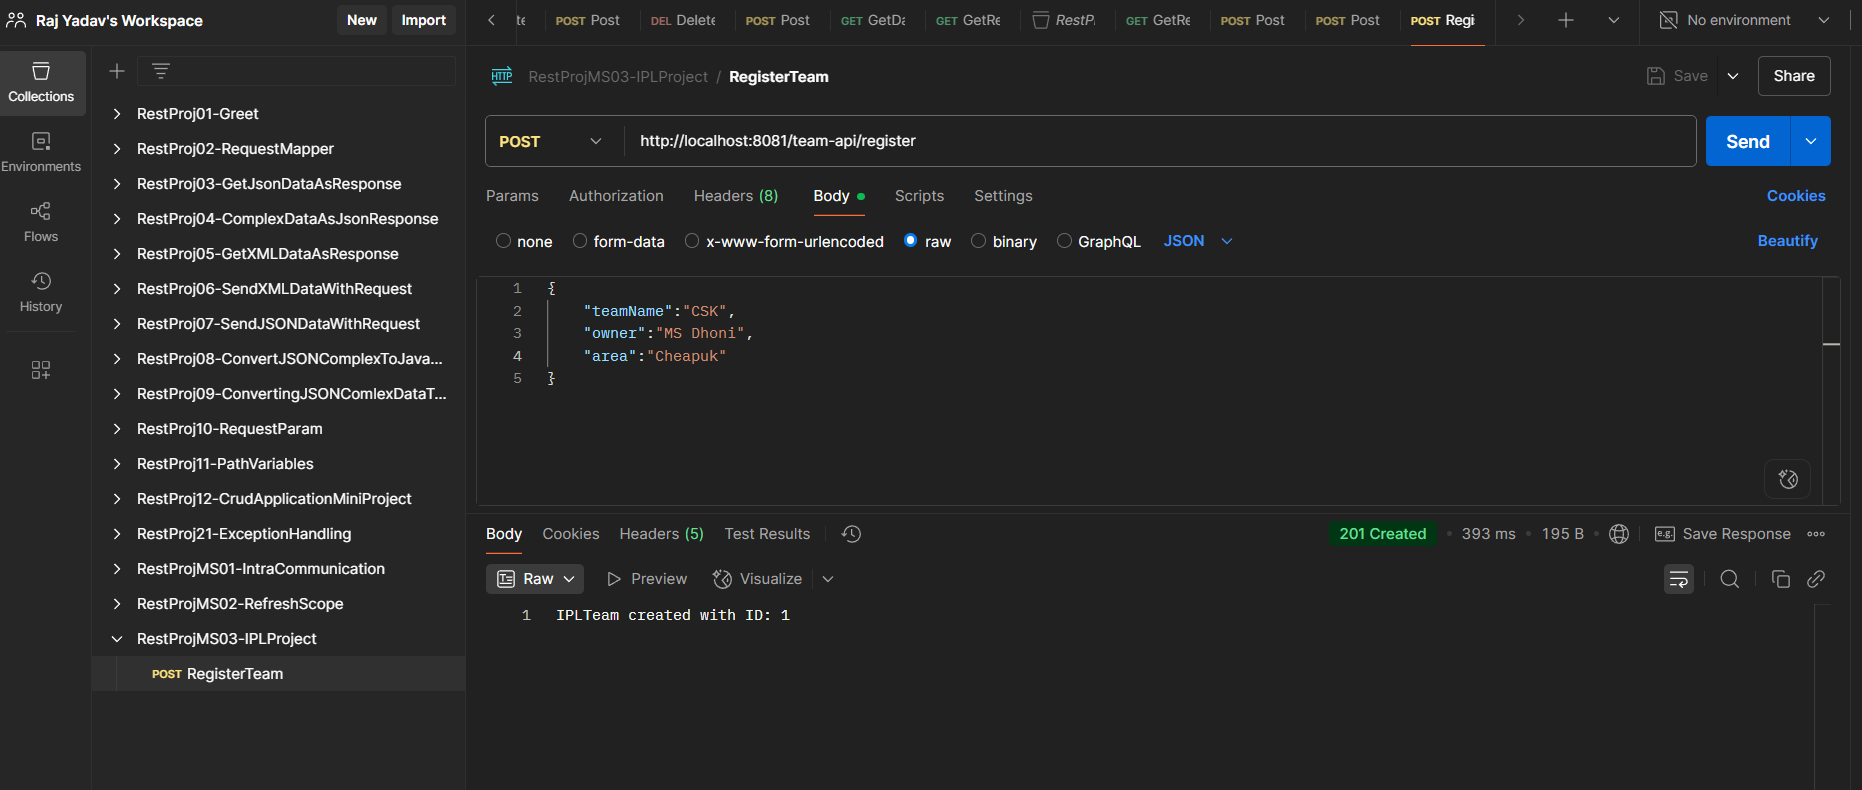 Raj Yadav's Workspace
New
Import
POST Post
DEL Delete
POST Post
GET GetDa
GET GetRe
RestP
GET GetRe
POST Post
POST Post
POST Regi
No environment
Collections
Environments
Flows
History
RestProj01-Greet
RestProj02-RequestMapper
RestProj03-GetJsonDataAsResponse
RestProj04-ComplexDataAsJsonResponse
RestProj05-GetXMLDataAsResponse
RestProj06-SendXMLDataWithRequest
RestProj07-SendJSONDataWithRequest
RestProj08-ConvertJSONComplexToJava...
RestProj09-ConvertingJSONComlexDataT...
RestProj10-RequestParam
RestProj11-PathVariables
RestProj12-CrudApplicationMiniProject
RestProj21-ExceptionHandling
RestProjMS01-IntraCommunication
RestProjMS02-RefreshScope
RestProjMS03-IPLProject
POST RegisterTeam
HTTP RestProjMS03-IPLProject / RegisterTeam
Save
Share
POST http://localhost:8081/team-api/register
Send
Params Authorization Headers (8) Body Scripts Settings
Cookies
none form-data x-www-form-urlencoded raw binary GraphQL JSON
Beautify
1 {
2 "teamName":"CSK",
3 "owner":"MS Dhoni",
4 "area":"Cheapuk"
5 }
Body Cookies Headers (5) Test Results
201 Created • 393 ms • 195 B
e.g. Save Response
Raw Preview Visualize
1 IPLTeam created with ID: 1